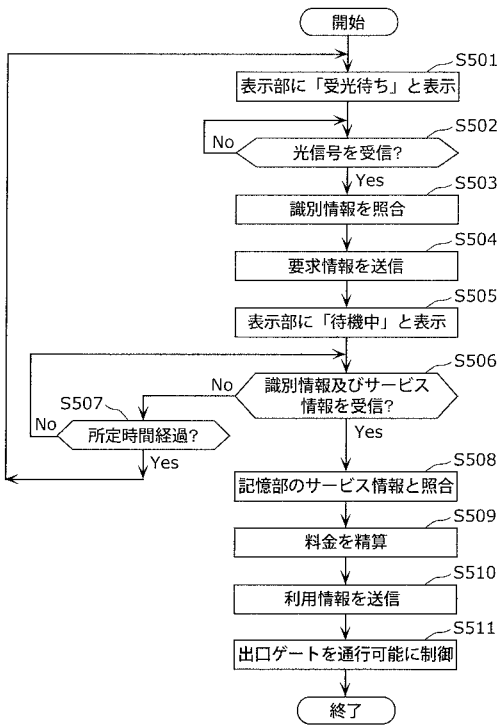 開始
S501
表示部に「受光待ち」と表示
S502
No
光信号を受信?
Yes
S503
識別情報を照合
S504
要求情報を送信
S505
表示部に「待機中」と表示
S506
No
識別情報及びサービス
情報を受信?
S507
No
所定時間経過?
Yes
Yes
S508
記憶部のサービス情報と照合
S509
料金を精算
S510
利用情報を送信
S511
出口ゲートを通行可能に制御
終了